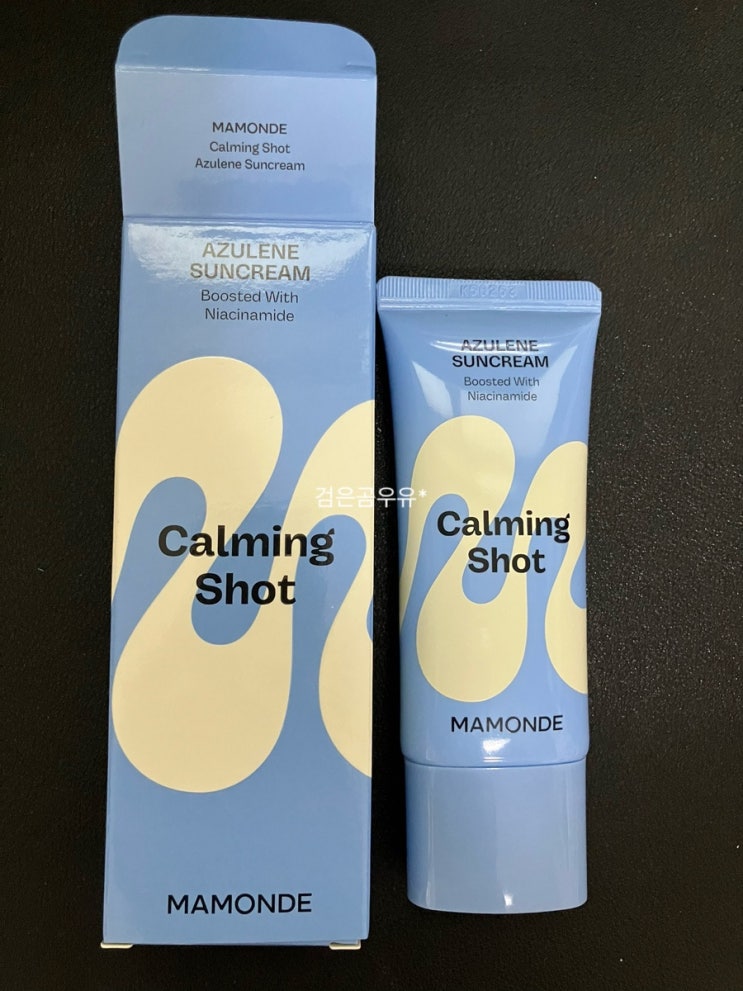 MAMONDE
Calming Shot
Azulene Suncream
AZULENE
SUNCREAM
Boosted With
Niacinamide
Calming
Shot
MAMONDE
AZULENE
SUNCREAM
Boosted With
Niacinamide
Calming
Shot
MAMONDE
검은곰우유*